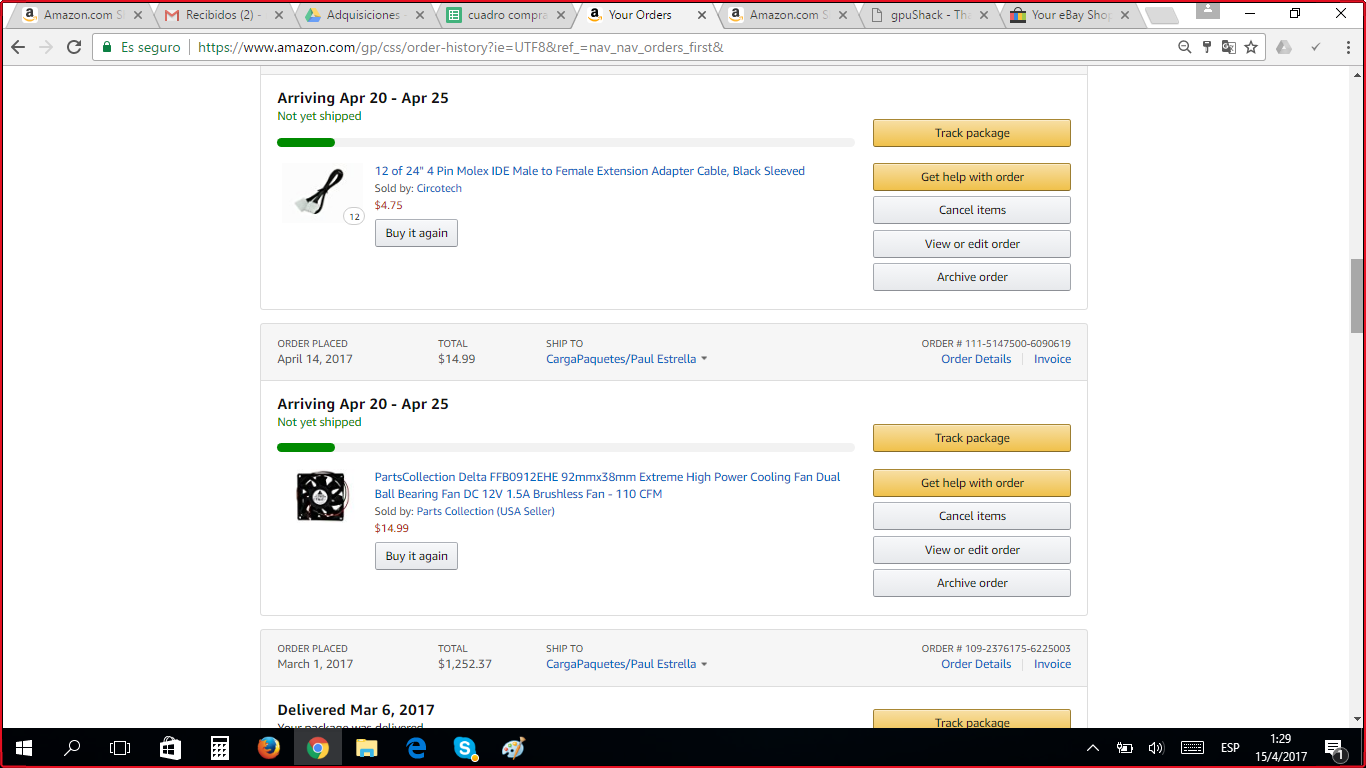 Amazon.com S
Recibidos (2) -
Adquisiciones -
cuadro compra
Your Orders
Amazon.com S
gpuShack - Tha
Your eBay Shop
Es seguro
https://www.amazon.com/gp/css/order-history?ie=UTF8&ref_=nav_nav_orders_first&
Arriving Apr 20 - Apr 25
Not yet shipped
Track package
12 of 24" 4 Pin Molex IDE Male to Female Extension Adapter Cable, Black Sleeved
Sold by: Circotech
$4.75
12
Buy it again
Get help with order
Cancel items
View or edit order
Archive order
ORDER PLACED
April 14, 2017
TOTAL
$14.99
SHIP TO
CargaPaquetes/Paul Estrella
ORDER # 111-5147500-6090619
Order Details
Invoice
Arriving Apr 20 - Apr 25
Not yet shipped
Track package
PartsCollection Delta FFB0912EHE 92mmx38mm Extreme High Power Cooling Fan Dual
Ball Bearing Fan DC 12V 1.5A Brushless Fan - 110 CFM
Sold by: Parts Collection (USA Seller)
$14.99
Buy it again
Get help with order
Cancel items
View or edit order
Archive order
ORDER PLACED
March 1, 2017
TOTAL
$1,252.37
SHIP TO
CargaPaquetes/Paul Estrella
ORDER # 109-2376175-6225003
Order Details
Invoice
Delivered Mar 6, 2017
Your package was delivered
Track package
ESP
1:29
15/4/2017
1